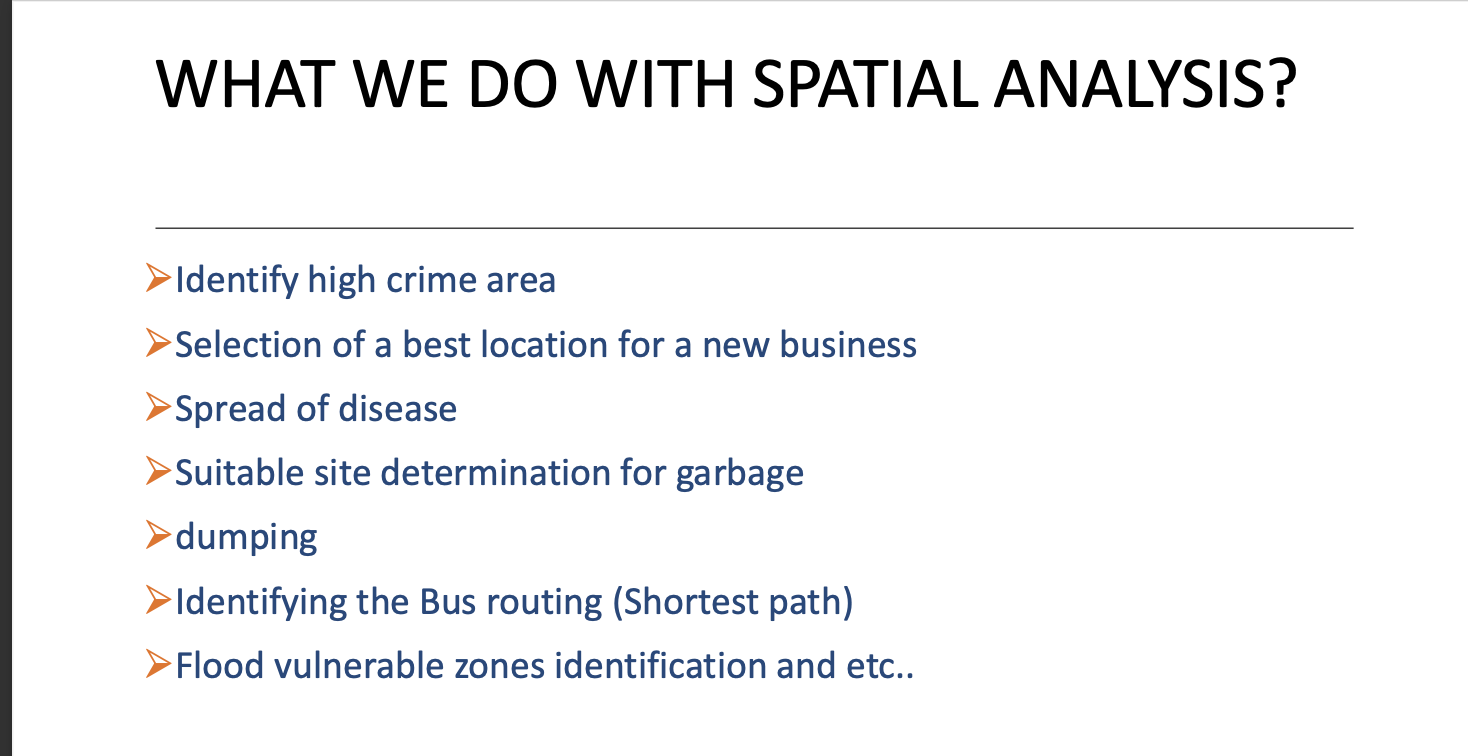 WHAT WE DO WITH SPATIAL ANALYSIS?
➢Identify high crime area
➢Selection of a best location for a new business
➢Spread of disease
➢Suitable site determination for garbage
➢dumping
➢Identifying the Bus routing (Shortest path)
➢Flood vulnerable zones identification and etc..